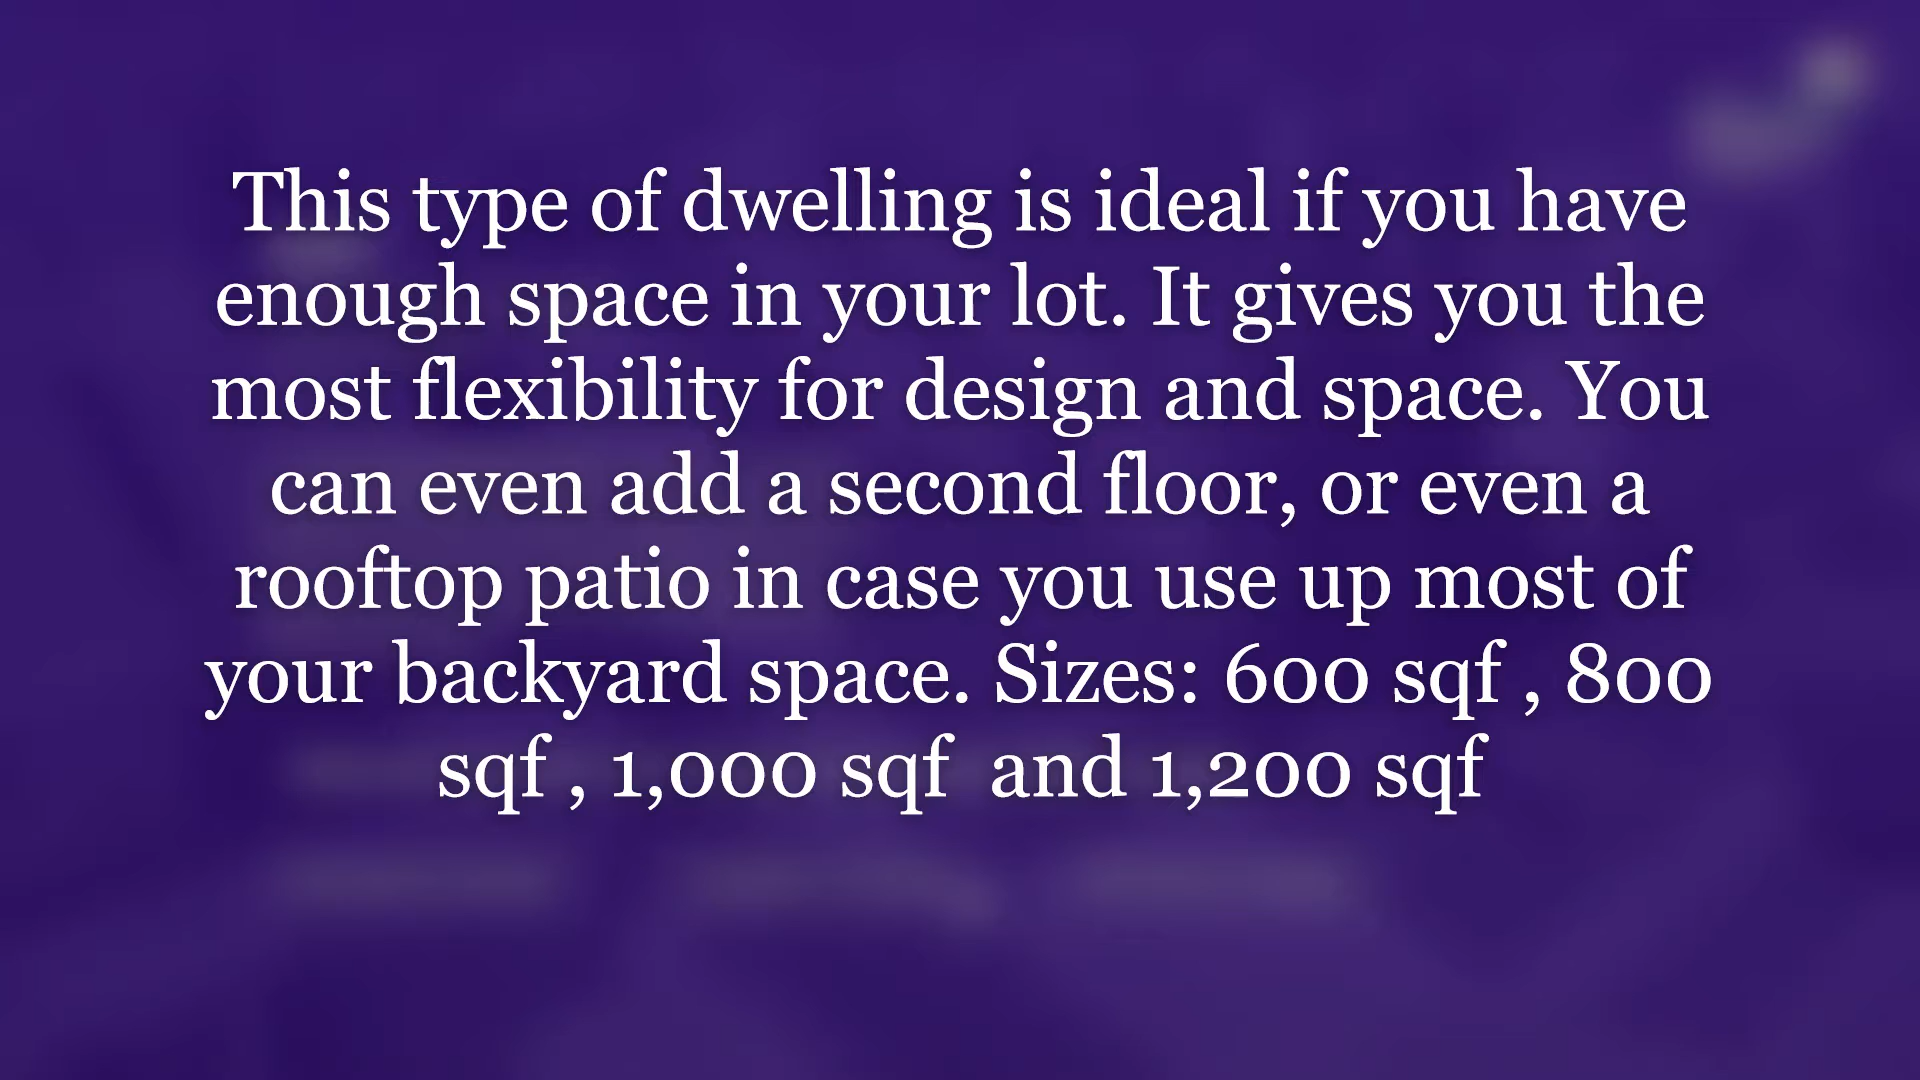 This type of dwelling is ideal if you have
enough space in your lot. It gives you the
most flexibility for design and space. You
can even add a second floor, or even a
rooftop patio in case you use up most of
your backyard space. Sizes: 600 sqf , 800
sqf , 1,000 sqf  and 1,200 sqf